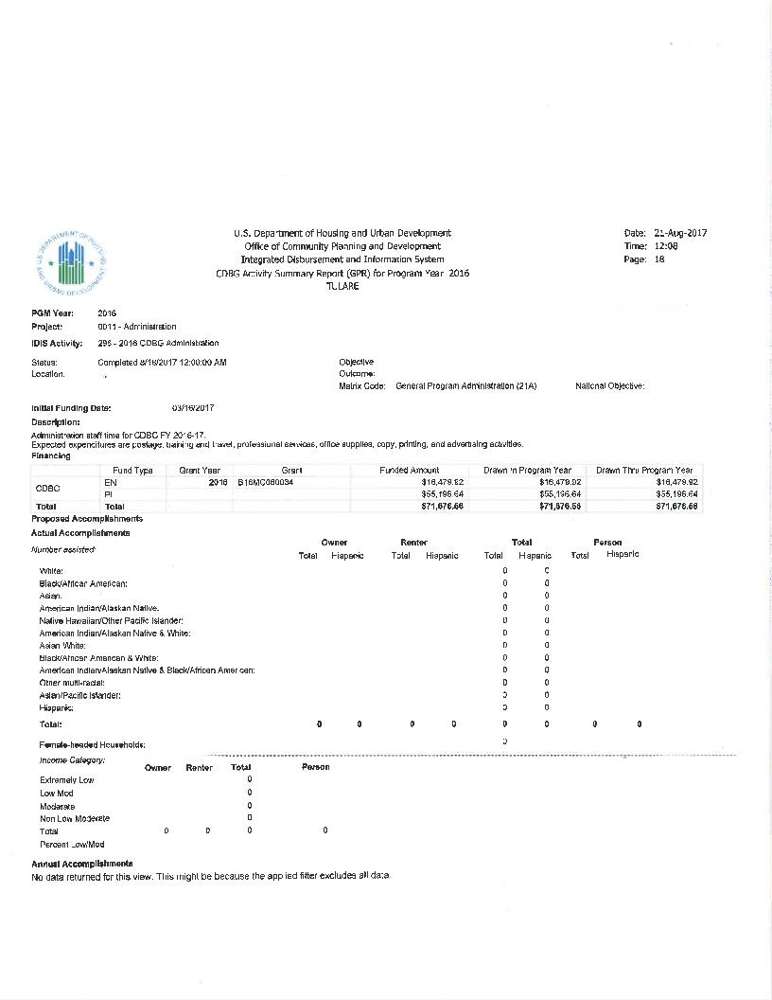 U.S. DEPARTMENT OF HOUSING AND URBAN DEVELOPMENT
U.S. Department of Housing and Urban Development
Office of Community Planning and Development
Integrated Disbursement and Information System
CDBG Activity Summary Report (GPR) for Program Year 2016
TULARE
Date: 21-Aug-2017
Time: 12:08
Page: 18
PGM Year: 2016
Project: 0011 - Administration
IDIS Activity: 296 - 2016 CDBG Administration
Status: Completed 8/16/2017 12:00:00 AM Objective:
Location: , Outcome:
Matrix Code: General Program Administration (21A) National Objective:
Initial Funding Date: 03/16/2017
Description:
Administration staff time for CDBG FY 2016-17.
Expected expenditures are postage, training and travel, professional services, office supplies, copy, printing, and advertising activities.
Financing
Fund Type Grant Year Grant Funded Amount Drawn In Program Year Drawn Thru Program Year
CDBG EN 2016 B16MC060034 $16,479.92 $16,479.92 $16,479.92
PI $55,196.64 $55,196.64 $55,196.64
Total Total $71,676.56 $71,676.56 $71,676.56
Proposed Accomplishments
Actual Accomplishments
Number assisted: Owner Renter Total Person
Total Hispanic Total Hispanic Total Hispanic Total Hispanic
White: 0 0
Black/African American: 0 0
Asian: 0 0
American Indian/Alaskan Native: 0 0
Native Hawaiian/Other Pacific Islander: 0 0
American Indian/Alaskan Native & White: 0 0
Asian White: 0 0
Black/African American & White: 0 0
American Indian/Alaskan Native & Black/African American: 0 0
Other multi-racial: 0 0
Asian/Pacific Islander: 0 0
Hispanic: 0 0
Total: 0 0 0 0 0 0 0 0
Female-headed Households: 0
Income Category:
Owner Renter Total Person
Extremely Low 0
Low Mod 0
Moderate 0
Non Low Moderate 0
Total 0 0 0 0
Percent Low/Mod
Annual Accomplishments
No data returned for this view. This might be because the applied filter excludes all data.